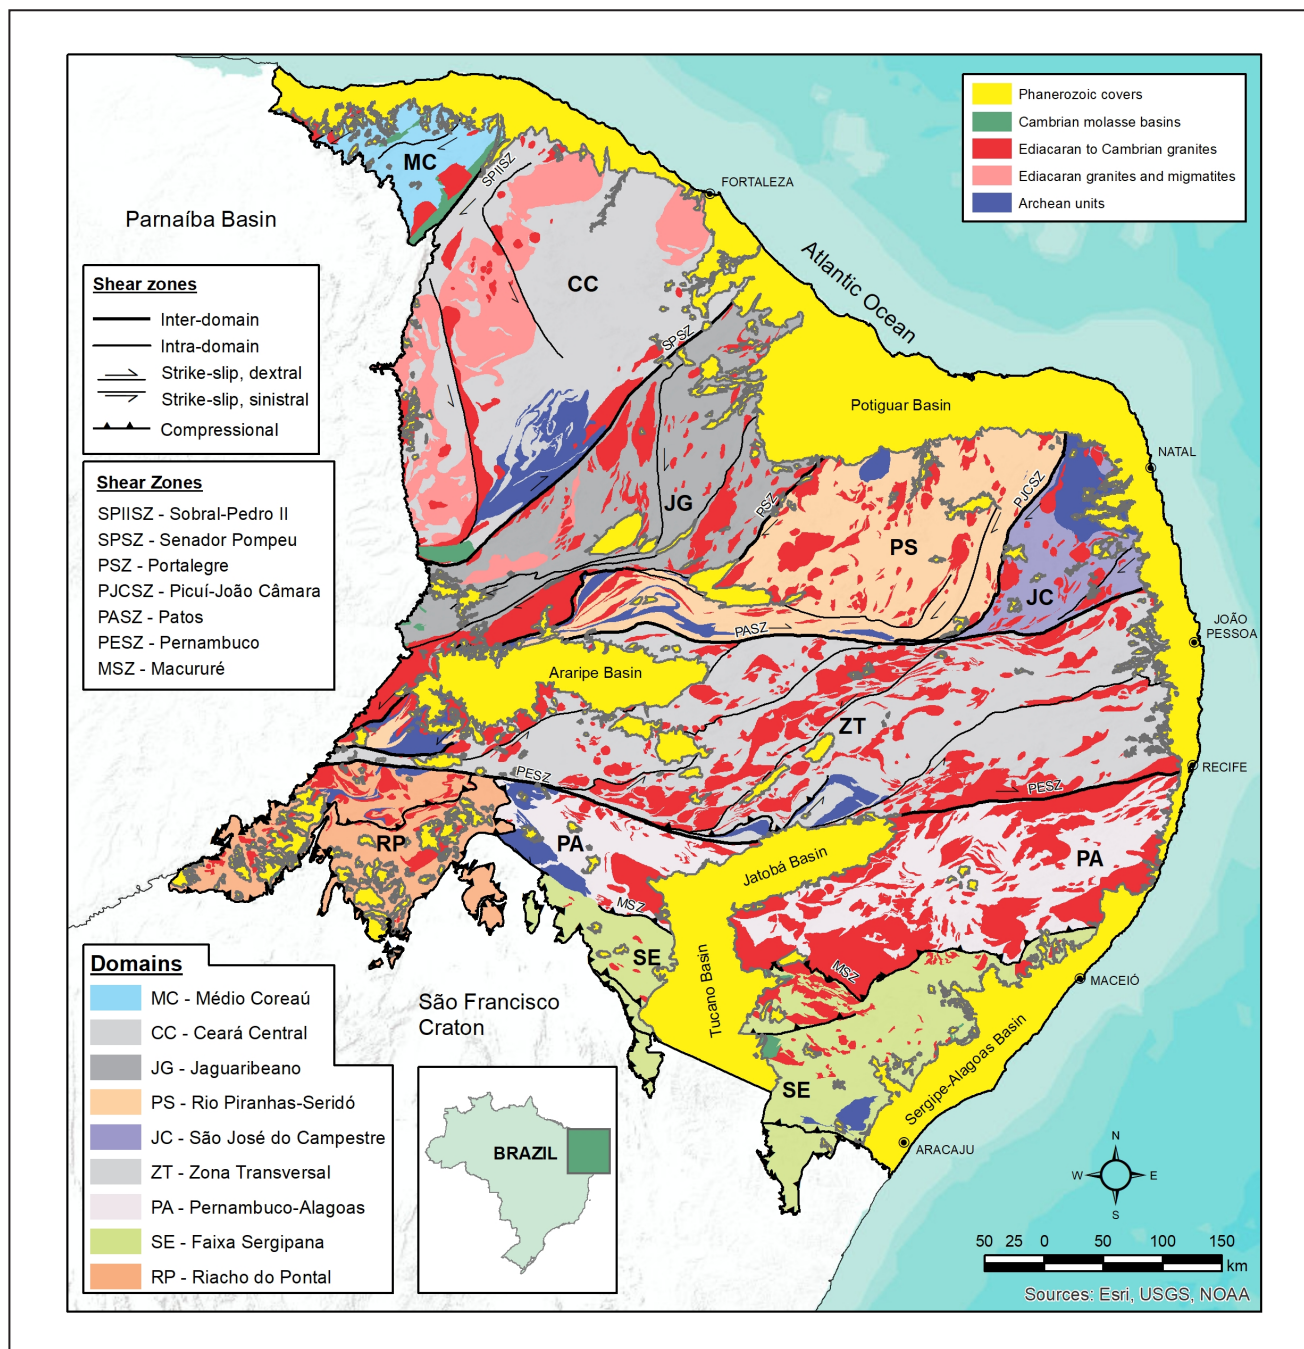 Phanerozoic covers
Cambrian molasse basins
Ediacaran to Cambrian granites
Ediacaran granites and migmatites
Archean units
MC
SPIISZ
FORTALEZA
Parnaíba Basin
Atlantic Ocean
CC
Shear zones
Inter-domain
Intra-domain
Strike-slip, dextral
Strike-slip, sinistral
Compressional
SPSZ
Potiguar Basin
NATAL
Shear Zones
SPIISZ - Sobral-Pedro II
SPSZ - Senador Pompeu
PSZ - Portalegre
PJCSZ - Picuí-João Câmara
PASZ - Patos
PESZ - Pernambuco
MSZ - Macururé
JG
PSZ
PJCSZ
PS
JC
PASZ
JOÃO
PESSOA
Araripe Basin
ZT
PESZ
RECIFE
PESZ
RP
PA
Jatobá Basin
PA
MSZ
SE
Tucano Basin
MSZ
MACEIÓ
São Francisco
Craton
Sergipe-Alagoas Basin
SE
ARACAJU
Domains
MC - Médio Coreaú
CC - Ceará Central
JG - Jaguaribeano
PS - Rio Piranhas-Seridó
JC - São José do Campestre
ZT - Zona Transversal
PA - Pernambuco-Alagoas
SE - Faixa Sergipana
RP - Riacho do Pontal
BRAZIL
N
W E
S
50 25 0 50 100 150
km
Sources: Esri, USGS, NOAA